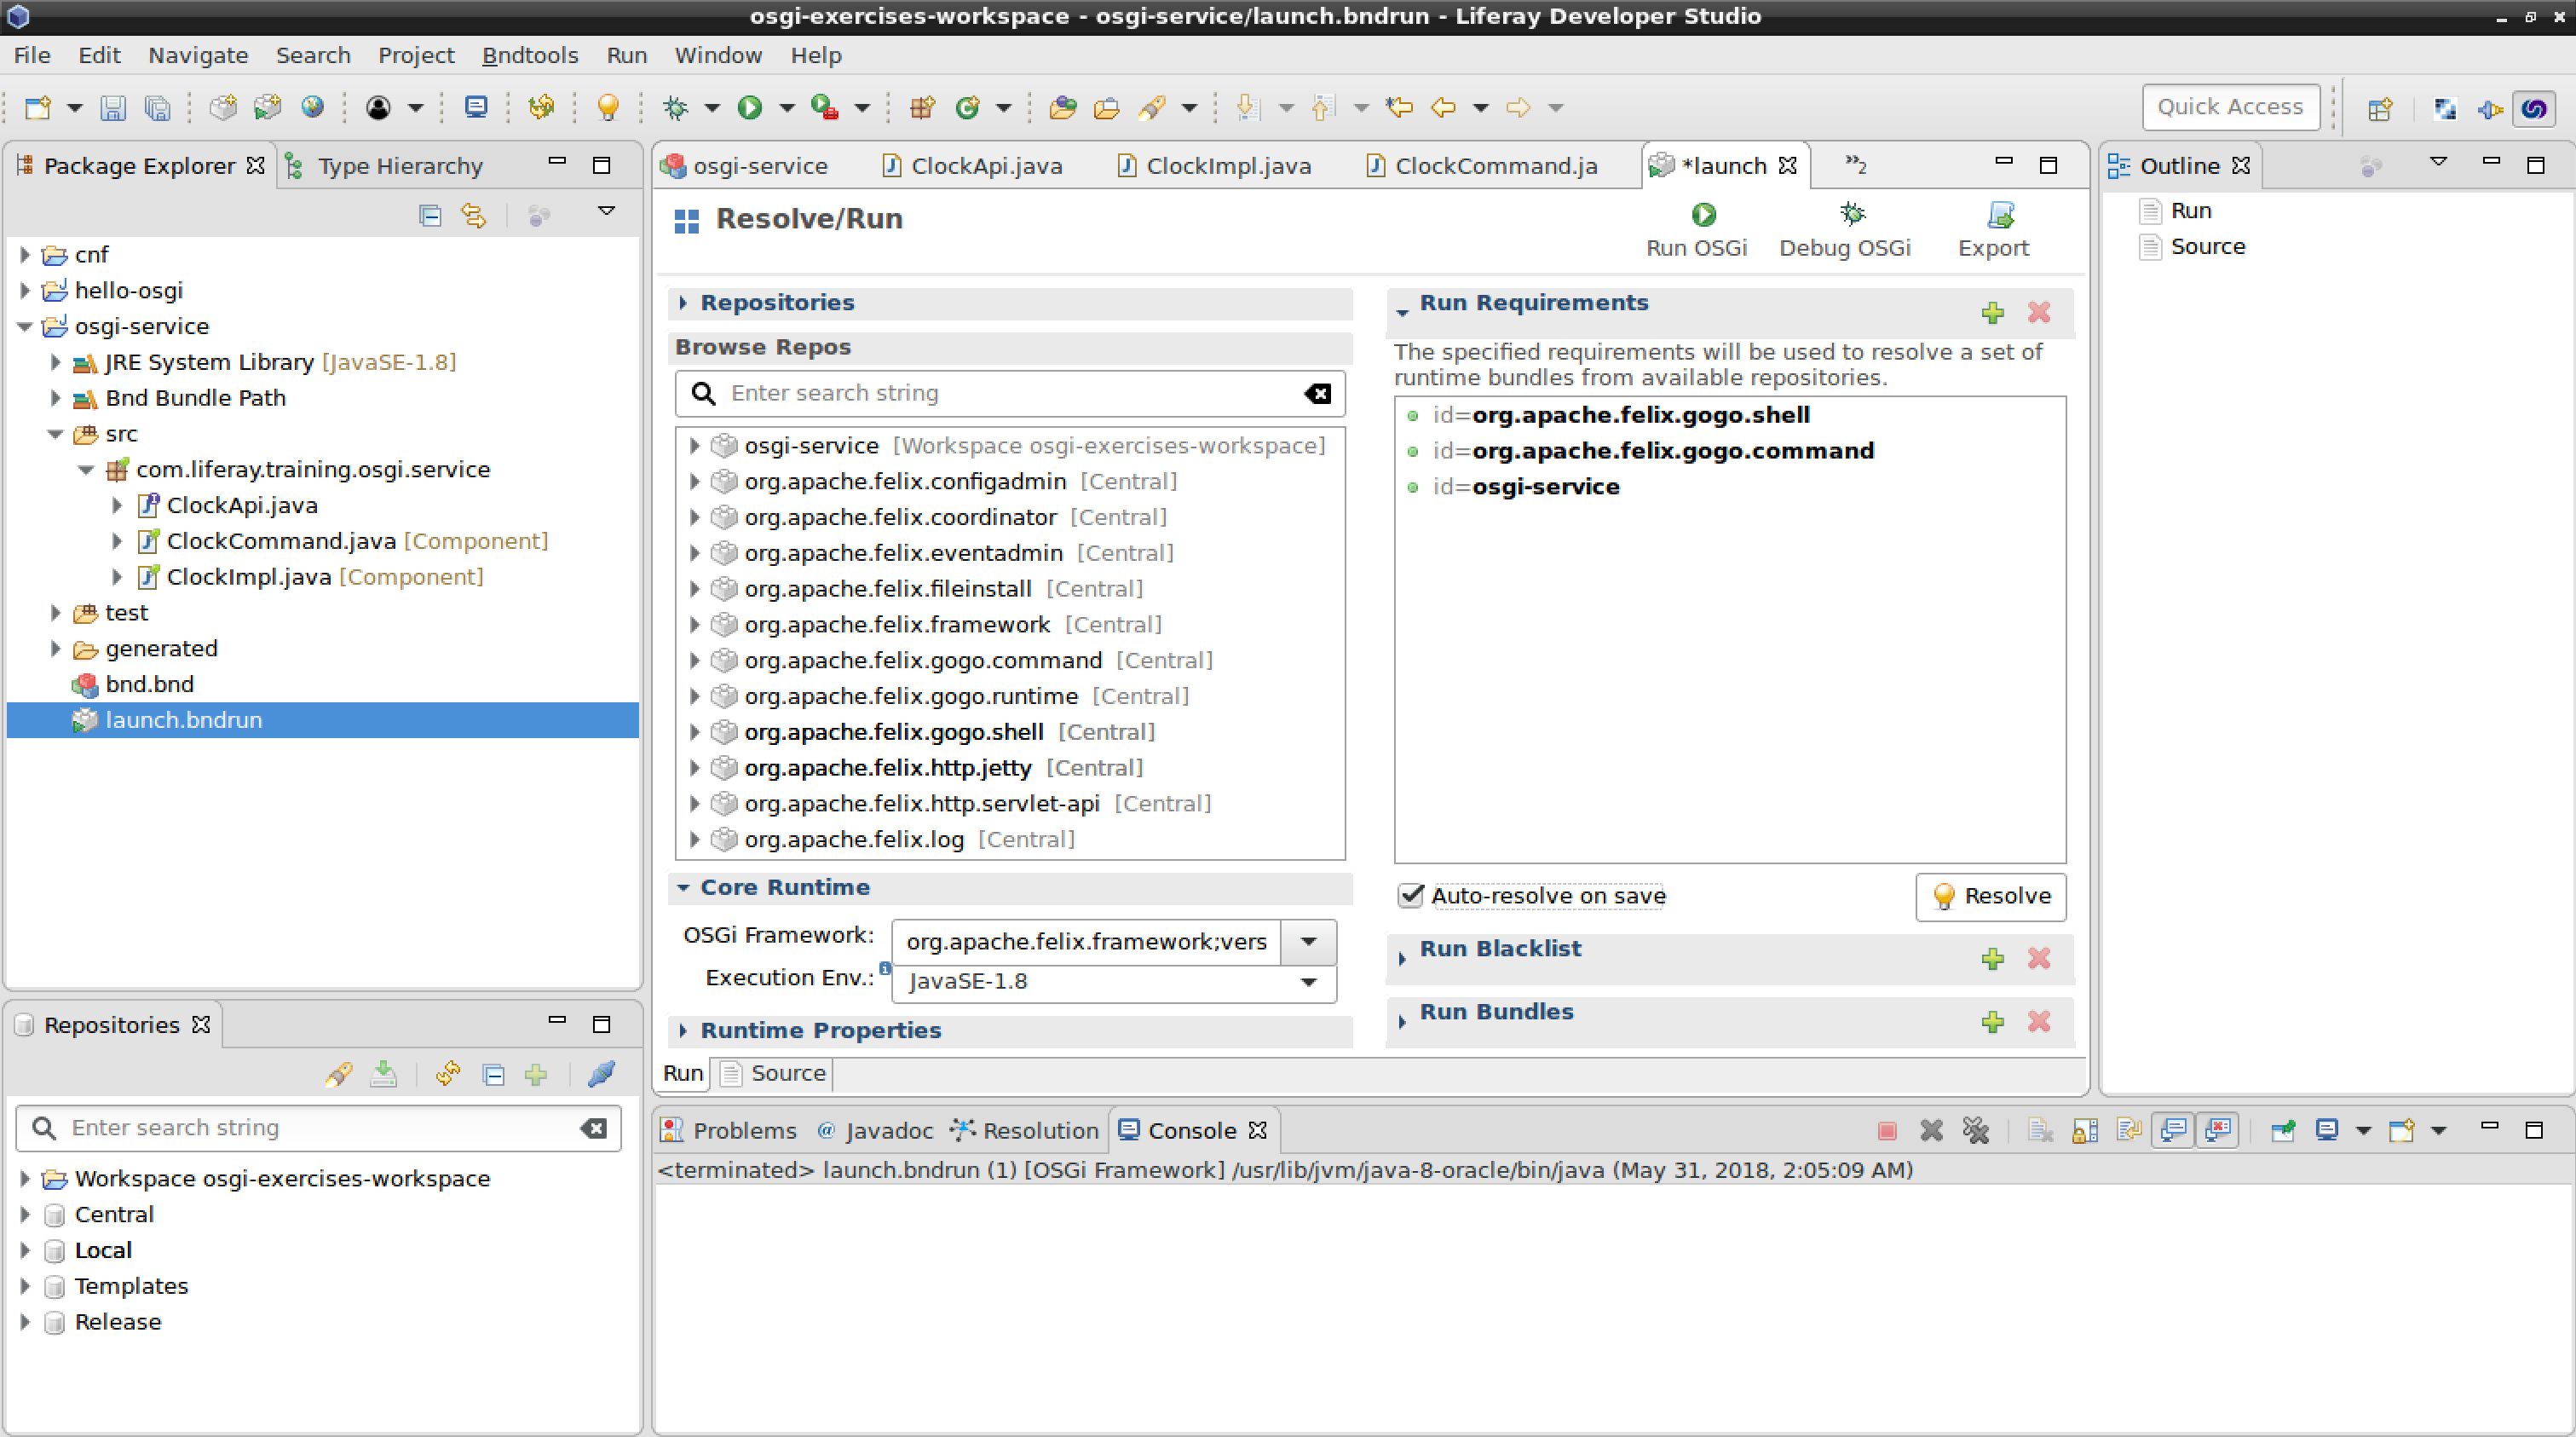 osgi-exercises-workspace - osgi-service/launch.bndrun - Liferay Developer Studio
File Edit Navigate Search Project Bndtools Run Window Help
Quick Access
Package Explorer Type Hierarchy
cnf
hello-osgi
osgi-service
JRE System Library [JavaSE-1.8]
Bnd Bundle Path
src
com.liferay.training.osgi.service
ClockApi.java
ClockCommand.java [Component]
ClockImpl.java [Component]
test
generated
bnd.bnd
launch.bndrun
Repositories
Enter search string
Workspace osgi-exercises-workspace
Central
Local
Templates
Release
osgi-service ClockApi.java ClockImpl.java ClockCommand.ja *launch »2
Resolve/Run
Run OSGi Debug OSGi Export
Repositories
Browse Repos
Enter search string
osgi-service [Workspace osgi-exercises-workspace]
org.apache.felix.configadmin [Central]
org.apache.felix.coordinator [Central]
org.apache.felix.eventadmin [Central]
org.apache.felix.fileinstall [Central]
org.apache.felix.framework [Central]
org.apache.felix.gogo.command [Central]
org.apache.felix.gogo.runtime [Central]
org.apache.felix.gogo.shell [Central]
org.apache.felix.http.jetty [Central]
org.apache.felix.http.servlet-api [Central]
org.apache.felix.log [Central]
Core Runtime
OSGi Framework: org.apache.felix.framework;vers
Execution Env.: JavaSE-1.8
Runtime Properties
Run Requirements
The specified requirements will be used to resolve a set of
runtime bundles from available repositories.
id=org.apache.felix.gogo.shell
id=org.apache.felix.gogo.command
id=osgi-service
Auto-resolve on save Resolve
Run Blacklist
Run Bundles
Run Source
Outline
Run
Source
Problems @ Javadoc Resolution Console
<terminated> launch.bndrun (1) [OSGi Framework] /usr/lib/jvm/java-8-oracle/bin/java (May 31, 2018, 2:05:09 AM)